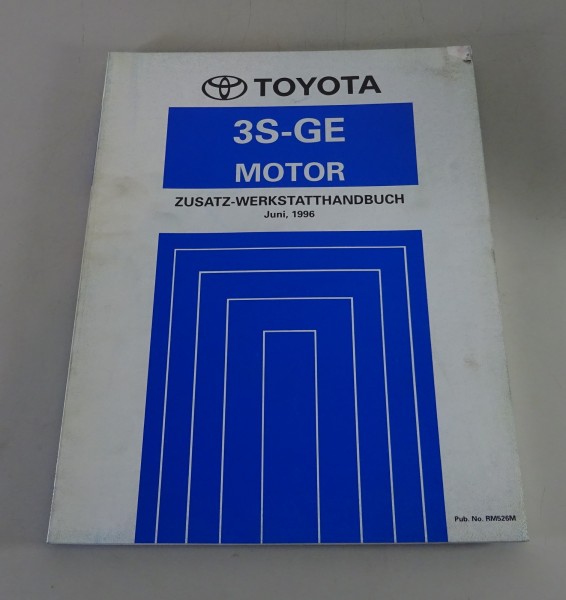 TOYOTA
3S-GE
MOTOR
ZUSATZ-WERKSTATTHANDBUCH
Juni, 1996
Pub. No. RM526M